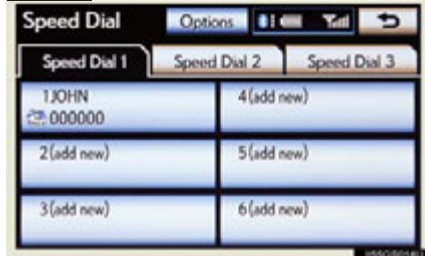 Speed Dial Options
Speed Dial 1 Speed Dial 2 Speed Dial 3
1JOHN 4(add new)
000000
2(add new) 5(add new)
3(add new) 6(add new)